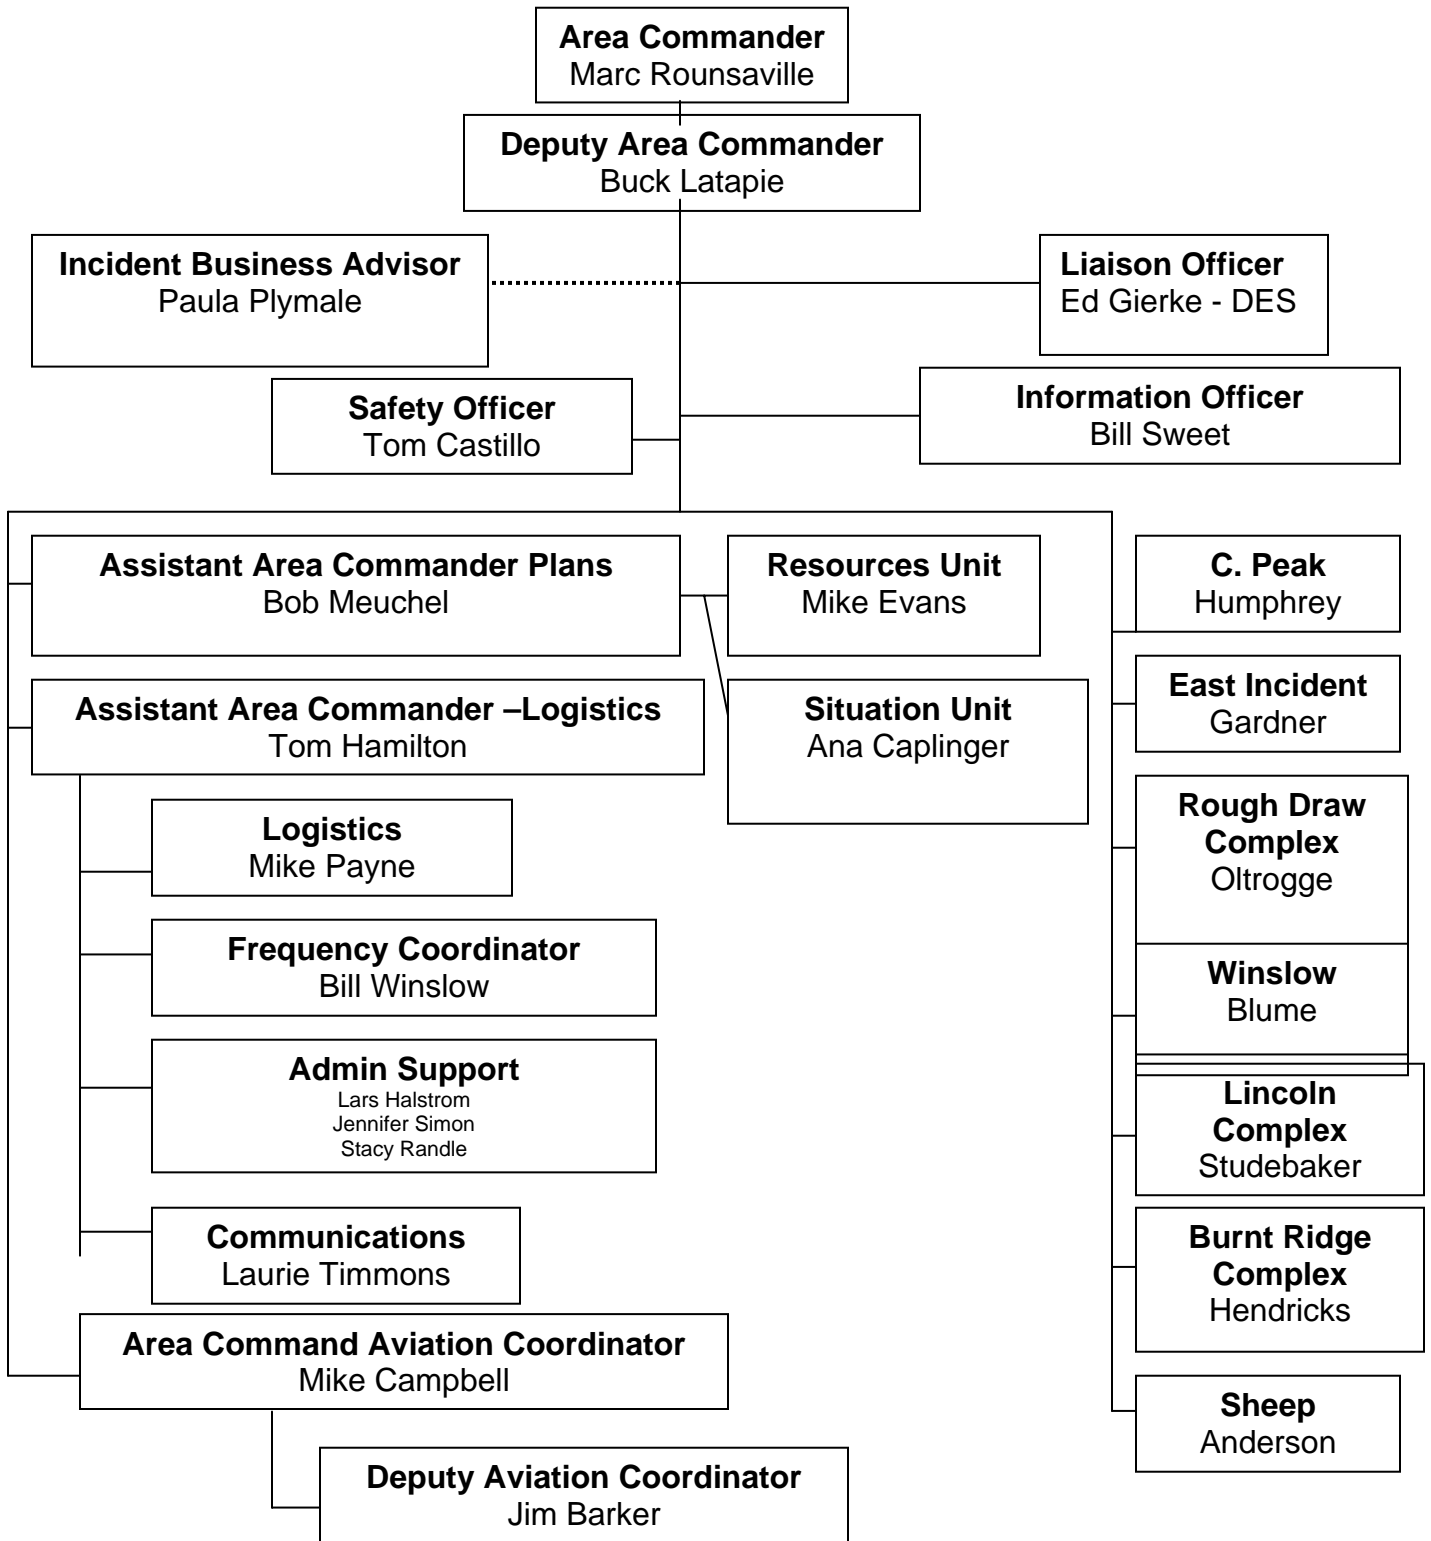 Area Commander
Marc Rounsaville
Deputy Area Commander
Buck Latapie
Incident Business Advisor
Paula Plymale
Liaison Officer
Ed Gierke - DES
Safety Officer
Tom Castillo
Information Officer
Bill Sweet
Assistant Area Commander Plans
Bob Meuchel
Resources Unit
Mike Evans
C. Peak
Humphrey
Assistant Area Commander –Logistics
Tom Hamilton
Situation Unit
Ana Caplinger
East Incident
Gardner
Rough Draw
Complex
Oltrogge
Logistics
Mike Payne
Frequency Coordinator
Bill Winslow
Winslow
Blume
Admin Support
Lars Halstrom
Jennifer Simon
Stacy Randle
Lincoln
Complex
Studebaker
Communications
Laurie Timmons
Burnt Ridge
Complex
Hendricks
Area Command Aviation Coordinator
Mike Campbell
Sheep
Anderson
Deputy Aviation Coordinator
Jim Barker